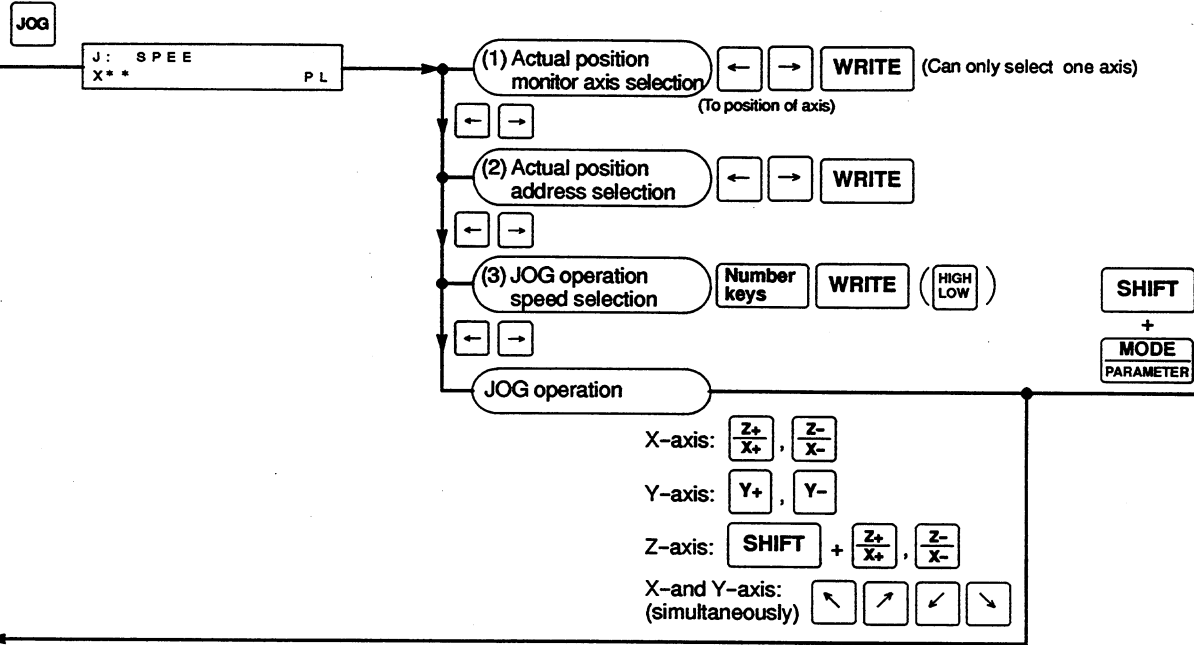 JOG
J: SPEE
X** PL
(1) Actual position
monitor axis selection
← → WRITE (Can only select one axis)
(To position of axis)
← →
(2) Actual position
address selection
← → WRITE
← →
(3) JOG operation
speed selection
Number
keys
WRITE
(HIGH
LOW)
SHIFT
+
MODE
PARAMETER
← →
JOG operation
X-axis: Z+/X+, Z-/X-
Y-axis: Y+, Y-
Z-axis: SHIFT + Z+/X+, Z-/X-
X-and Y-axis:
(simultaneously) ↖ ↗ ↙ ↘